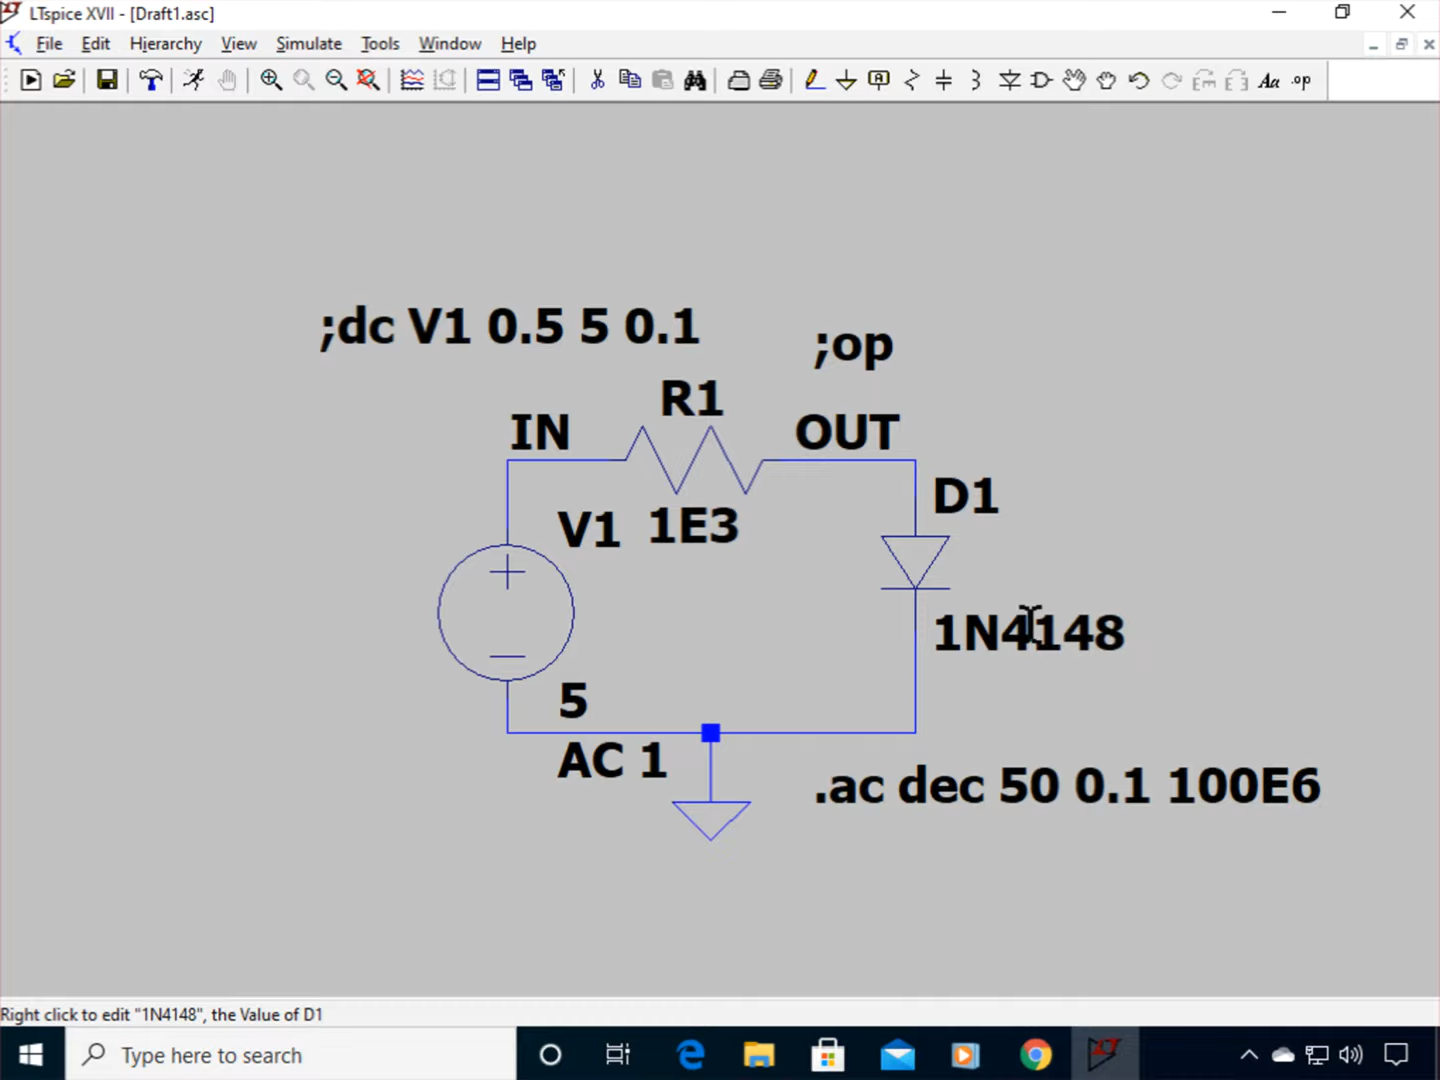 LTspice XVII - [Draft1.asc]
File Edit Hierarchy View Simulate Tools Window Help
Aa .op
;dc V1 0.5 5 0.1
;op
R1
IN
OUT
D1
V1
1E3
1N4148
5
AC 1
.ac dec 50 0.1 100E6
Right click to edit "1N4148", the Value of D1
Type here to search